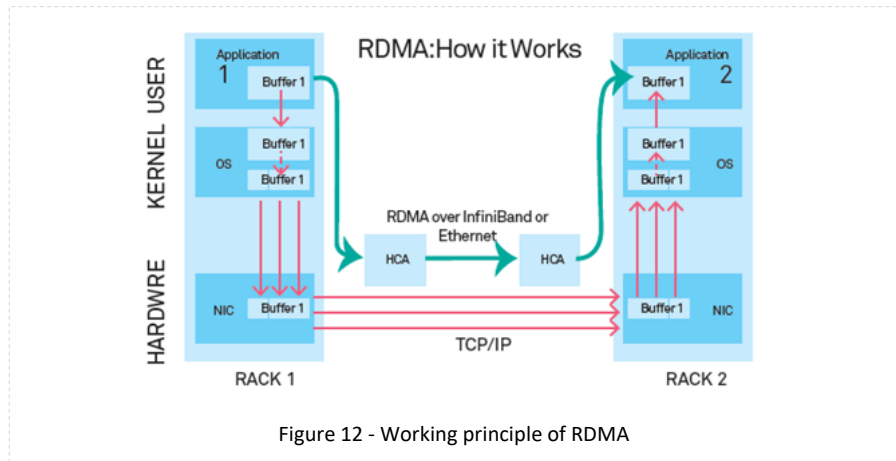 RDMA:How it Works
KERNEL USER
HARDWRE
Application
1
Buffer 1
OS
Buffer 1
Buffer 1
NIC
Buffer 1
RACK 1
RDMA over InfiniBand or
Ethernet
HCA
HCA
TCP/IP
Application
2
Buffer 1
Buffer 1
OS
Buffer 1
Buffer 1
NIC
RACK 2
Figure 12 - Working principle of RDMA